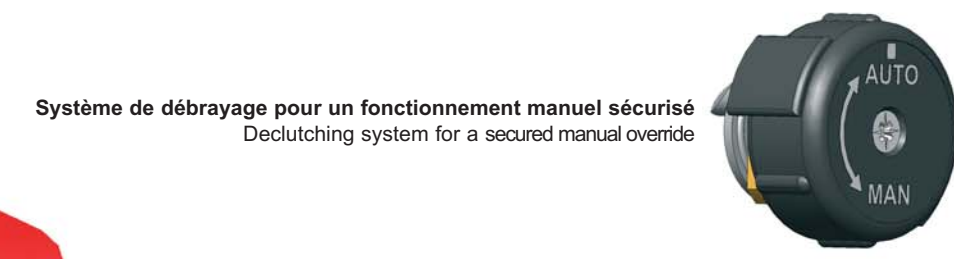 Système de débrayage pour un fonctionnement manuel sécurisé
Declutching system for a secured manual override
AUTO
MAN